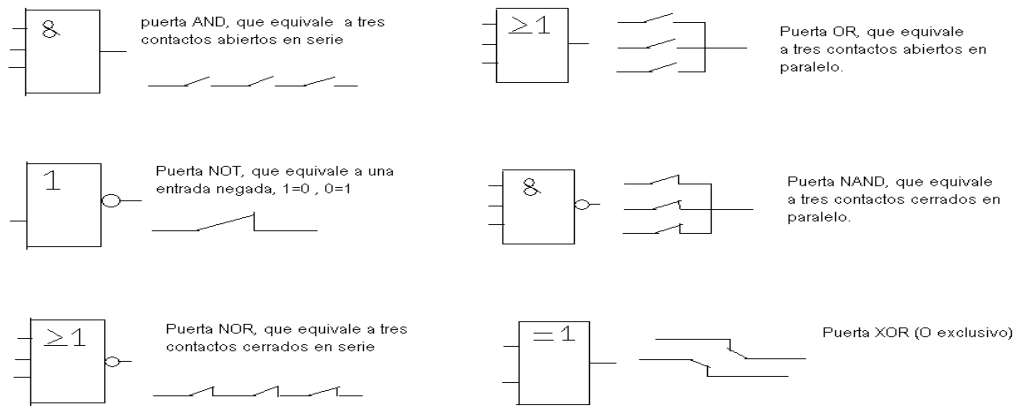 &
puerta AND, que equivale a tres
contactos abiertos en serie
≥1
Puerta OR, que equivale
a tres contactos abiertos en
paralelo.
1
Puerta NOT, que equivale a una
entrada negada, 1=0 , 0=1
&
Puerta NAND, que equivale
a tres contactos cerrados en
paralelo.
≥1
Puerta NOR, que equivale a tres
contactos cerrados en serie
=1
Puerta XOR (O exclusivo)